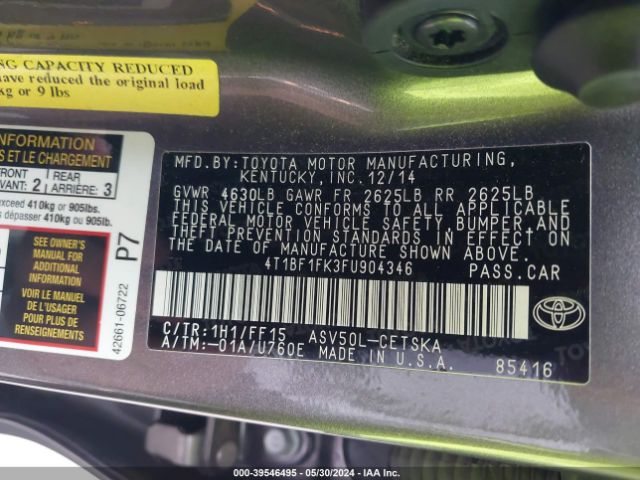 NG CAPACITY REDUCED
have reduced the original load
kg or 9 lbs
INFORMATION
S ET LE CHARGEMENT
FRONT
AVANT: 2
REAR
ARRIÈRE: 3
exceed 410kg or 905lbs.
dépasser 410kg ou 905lb.
SEE OWNER'S
MANUAL FOR
ADDITIONAL
INFORMATION
VOIR LE MANUEL
DE L'USAGER
POUR PLUS DE
RENSEIGNEMENTS
P7
42661-06722
MFD.BY:TOYOTA MOTOR MANUFACTURING,
KENTUCKY,INC.12/14
GVWR 4630LB GAWR FR 2625LB RR 2625LB
THIS VEHICLE CONFORMS TO ALL APPLICABLE
FEDERAL MOTOR VEHICLE SAFETY, BUMPER,AND
THEFT PREVENTION STANDARDS IN EFFECT ON
THE DATE OF MANUFACTURE SHOWN ABOVE.
4T1BF1FK3FU904346 PASS.CAR
C/TR:1H1/FF15 ASV50L-CETSKA
A/TM:-01A/U760E MADE IN U.S.A.
85416
TOYOTA
000-39546495 - 05/30/2024 - IAA Inc.